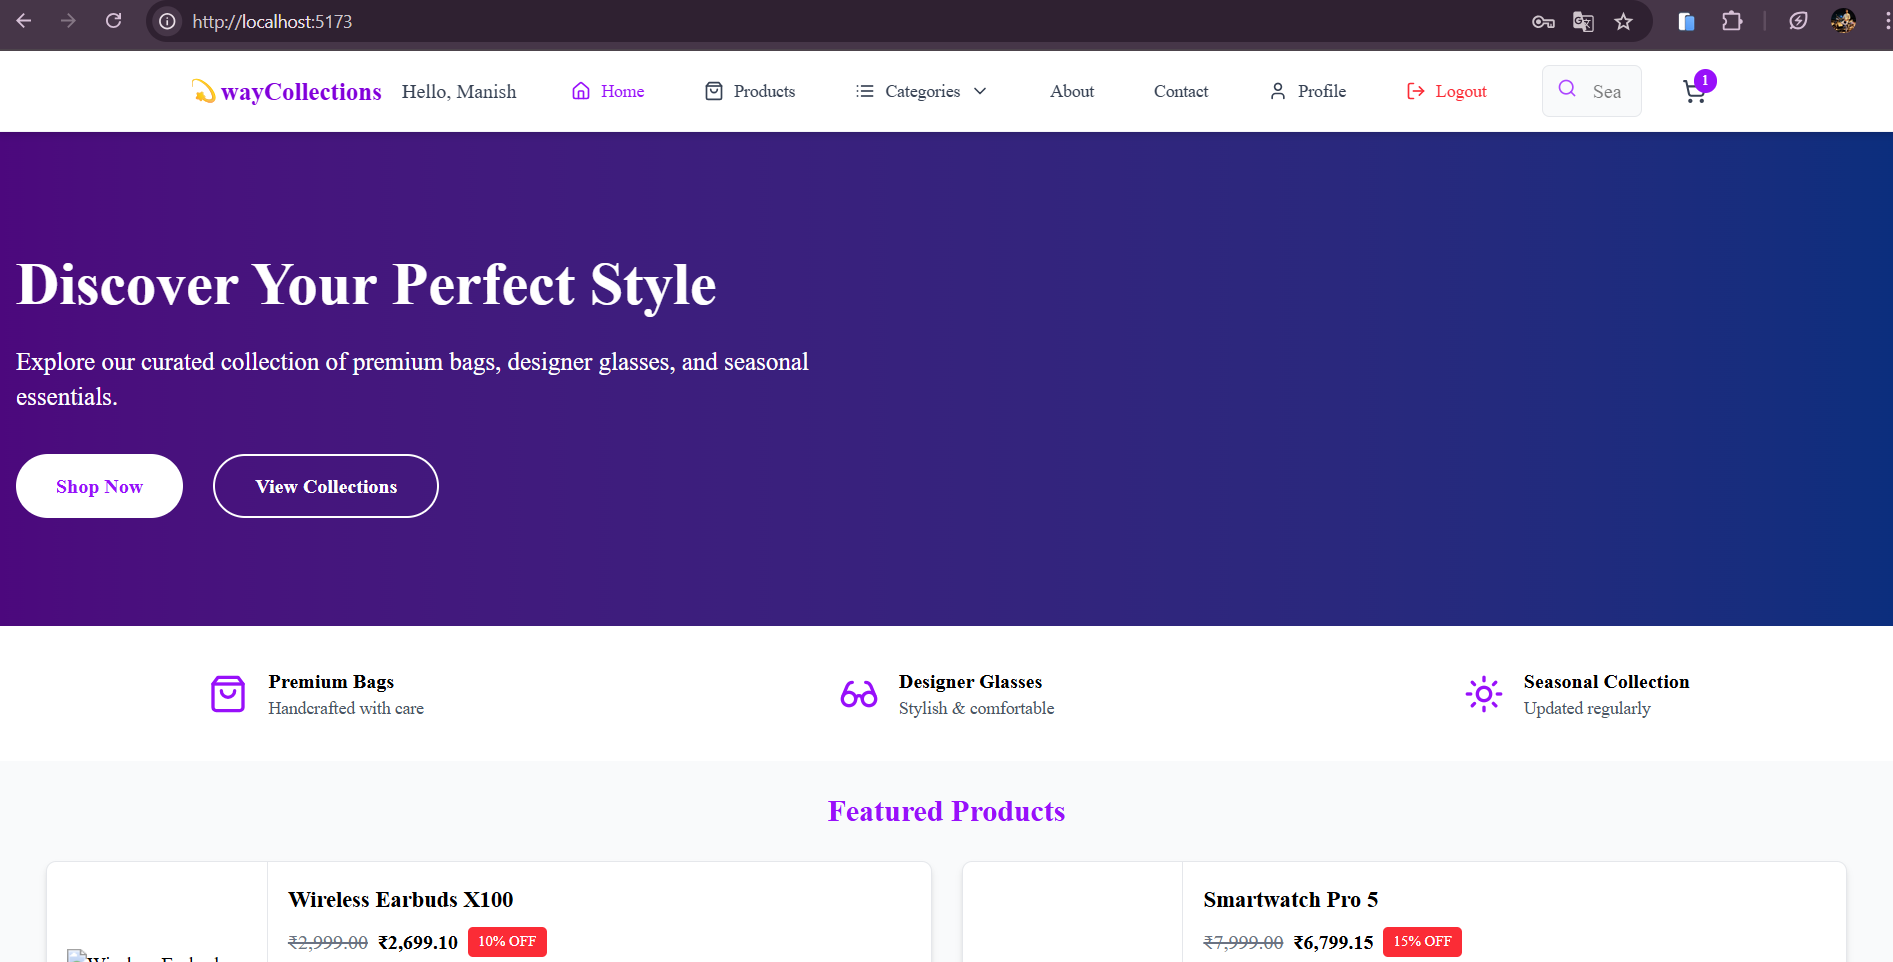 http://localhost:5173
wayCollections Hello, Manish Home Products Categories About Contact Profile Logout Sea 1
Discover Your Perfect Style
Explore our curated collection of premium bags, designer glasses, and seasonal
essentials.
Shop Now View Collections
Premium Bags
Handcrafted with care
Designer Glasses
Stylish & comfortable
Seasonal Collection
Updated regularly
Featured Products
Wireless Earbuds X100
₹2,999.00 ₹2,699.10 10% OFF
Smartwatch Pro 5
₹7,999.00 ₹6,799.15 15% OFF